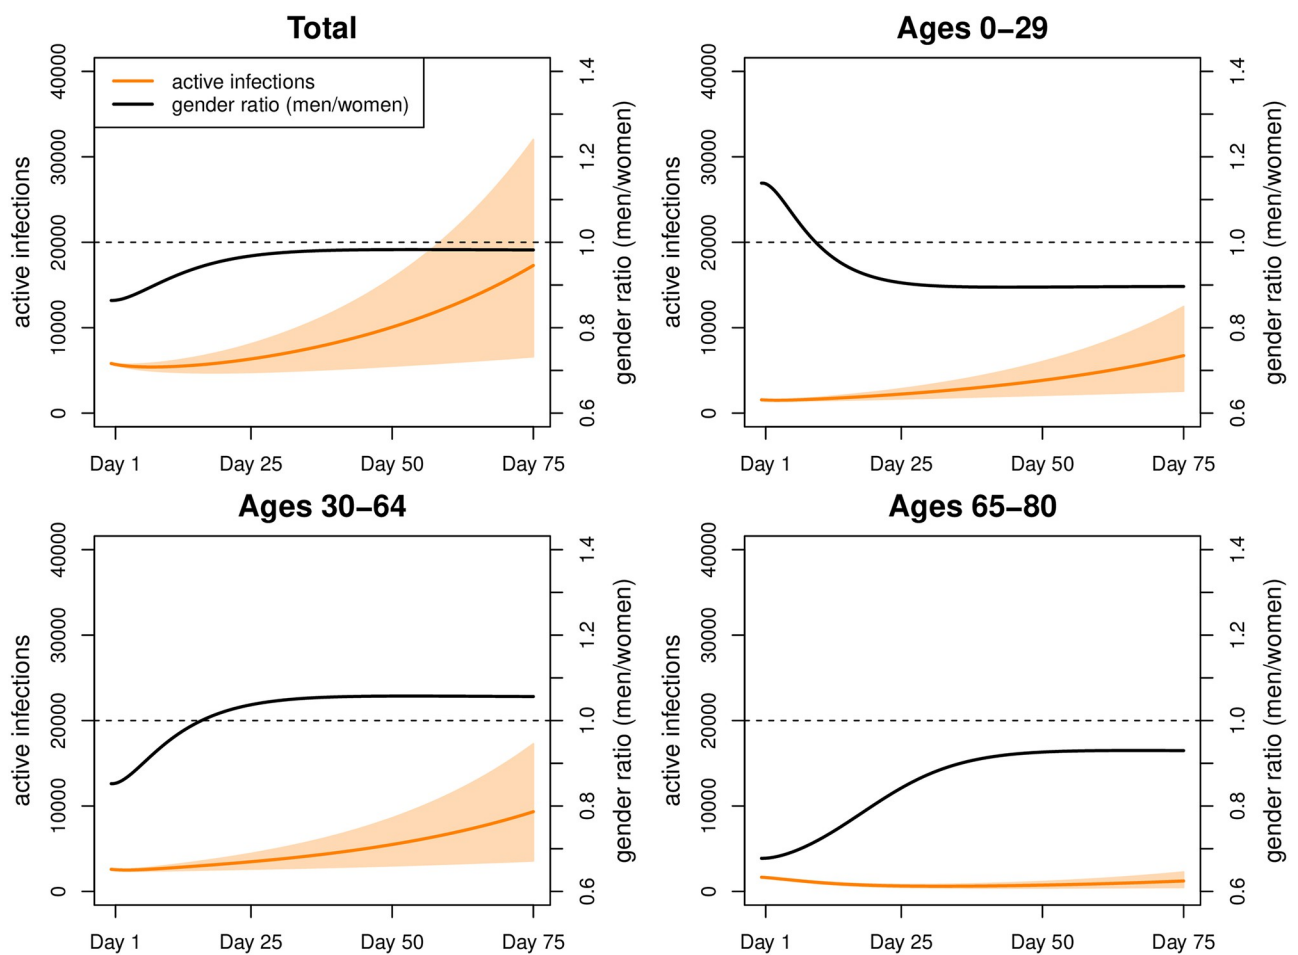 Total
active infections
gender ratio (men/women)
active infections
0
10000
20000
30000
40000
Day 1
Day 25
Day 50
Day 75
0.6
0.8
1.0
1.2
1.4
gender ratio (men/women)
Ages 0–29
active infections
0
10000
20000
30000
40000
Day 1
Day 25
Day 50
Day 75
0.6
0.8
1.0
1.2
1.4
gender ratio (men/women)
Ages 30–64
active infections
0
10000
20000
30000
40000
Day 1
Day 25
Day 50
Day 75
0.6
0.8
1.0
1.2
1.4
gender ratio (men/women)
Ages 65–80
active infections
0
10000
20000
30000
40000
Day 1
Day 25
Day 50
Day 75
0.6
0.8
1.0
1.2
1.4
gender ratio (men/women)